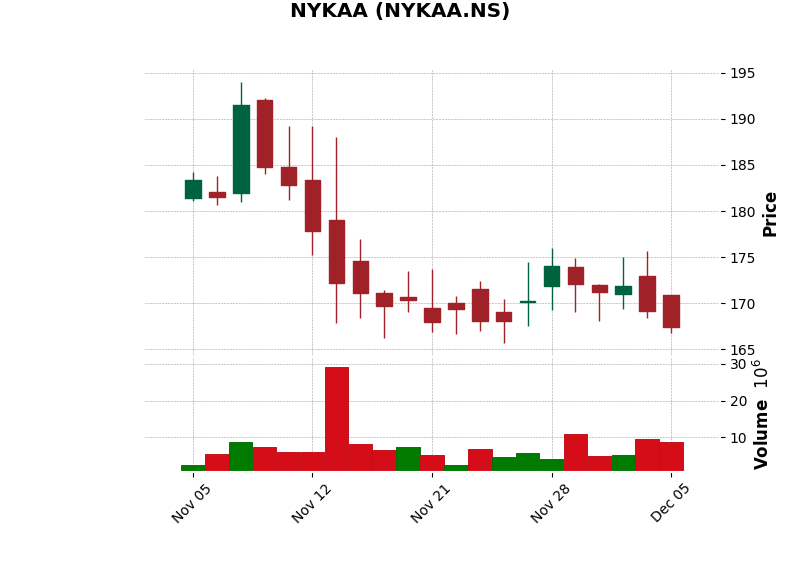 NYKAA (NYKAA.NS)
195
190
185
180
175
170
165
Price
30
20
10
Volume 10^6
Nov 05
Nov 12
Nov 21
Nov 28
Dec 05